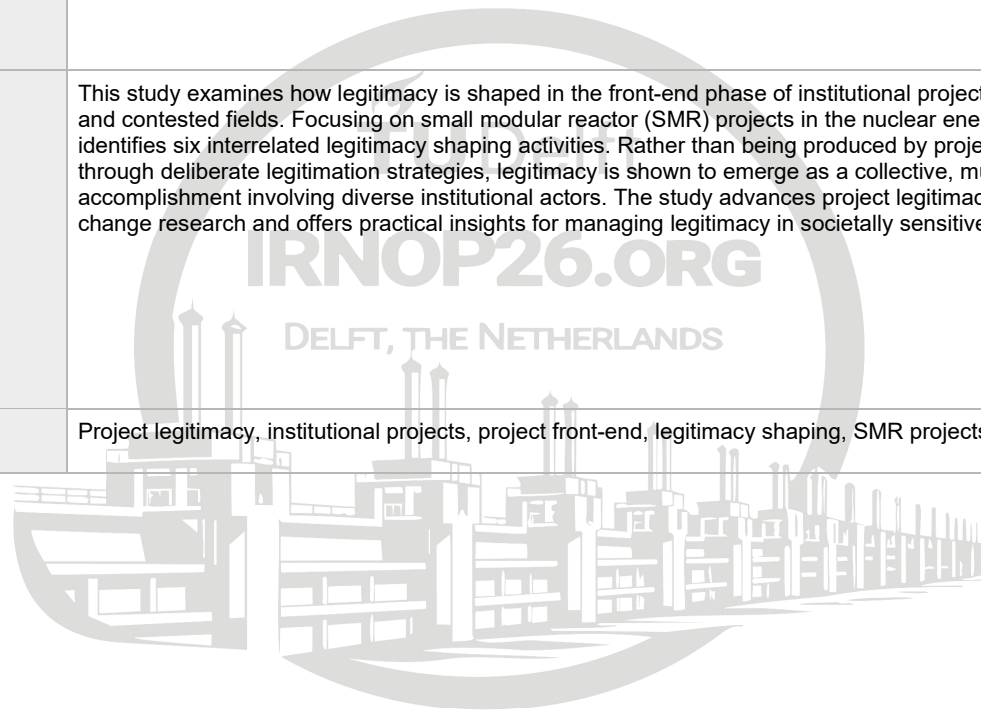 This study examines how legitimacy is shaped in the front-end phase of institutional project
and contested fields. Focusing on small modular reactor (SMR) projects in the nuclear ene
identifies six interrelated legitimacy shaping activities. Rather than being produced by proje
through deliberate legitimation strategies, legitimacy is shown to emerge as a collective, mu
accomplishment involving diverse institutional actors. The study advances project legitimac
change research and offers practical insights for managing legitimacy in societally sensitive
TU Delft
IRNOP26.ORG
DELFT, THE NETHERLANDS
Project legitimacy, institutional projects, project front-end, legitimacy shaping, SMR projects